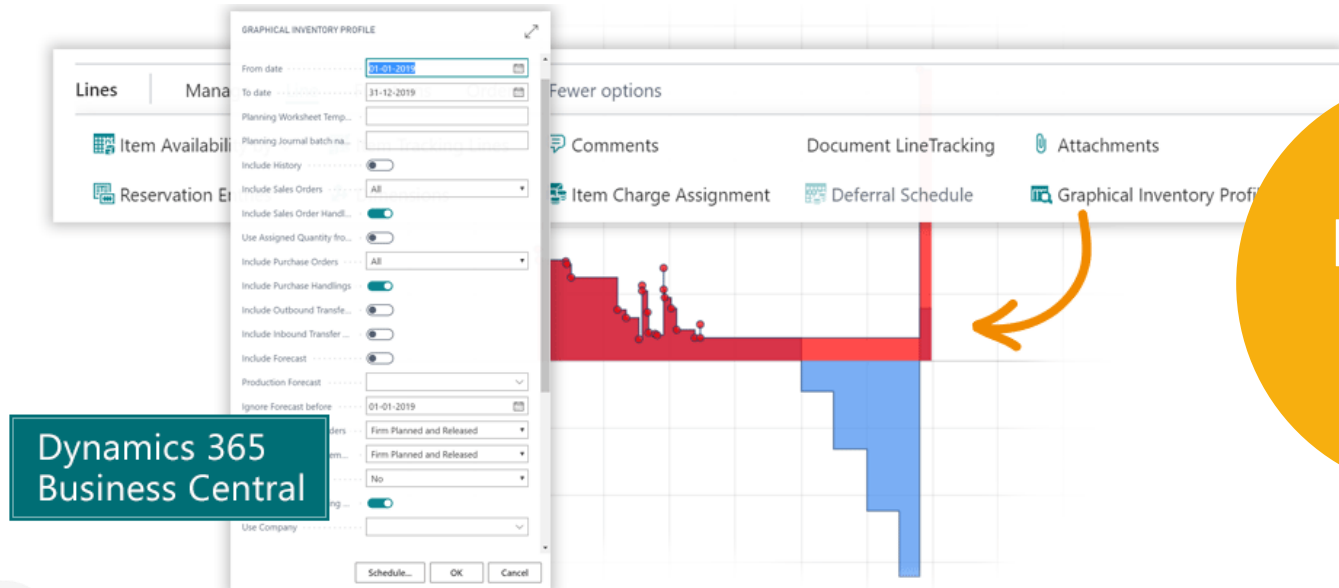 GRAPHICAL INVENTORY PROFILE
From date 01-01-2019
To date 31-12-2019
Planning Worksheet Temp...
Planning Journal batch na...
Include History
Include Sales Orders All
Include Sales Order Handl...
Use Assigned Quantity fro...
Include Purchase Orders All
Include Purchase Handlings
Include Outbound Transfe...
Include Inbound Transfer ...
Include Forecast
Production Forecast
Ignore Forecast before 01-01-2019
ders Firm Planned and Released
em... Firm Planned and Released
No
ng ...
Use Company
Schedule... OK Cancel
Lines Mana Fewer options
Item Availabili Comments Document LineTracking Attachments
Reservation E Item Charge Assignment Deferral Schedule Graphical Inventory Profi
Dynamics 365
Business Central